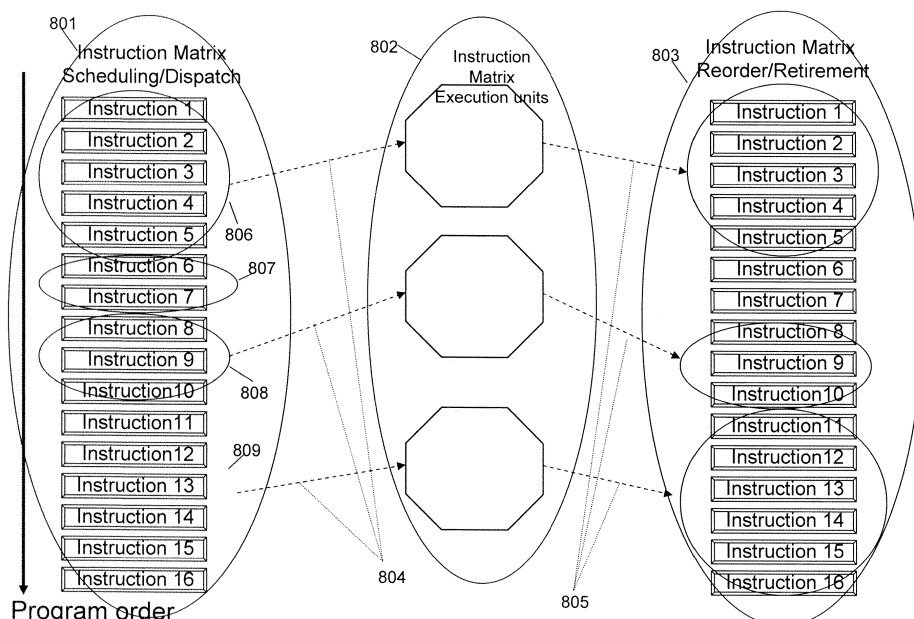 801
Instruction Matrix
Scheduling/Dispatch
Instruction 1
Instruction 2
Instruction 3
Instruction 4
Instruction 5
Instruction 6
Instruction 7
Instruction 8
Instruction 9
Instruction10
Instruction11
Instruction12
Instruction 13
Instruction 14
Instruction 15
Instruction 16
Program order
806
807
808
809
802
Instruction
Matrix
Execution units
804
805
803
Instruction Matrix
Reorder/Retirement
Instruction 1
Instruction 2
Instruction 3
Instruction 4
Instruction 5
Instruction 6
Instruction 7
Instruction 8
Instruction 9
Instruction10
Instruction11
Instruction12
Instruction 13
Instruction 14
Instruction 15
Instruction 16